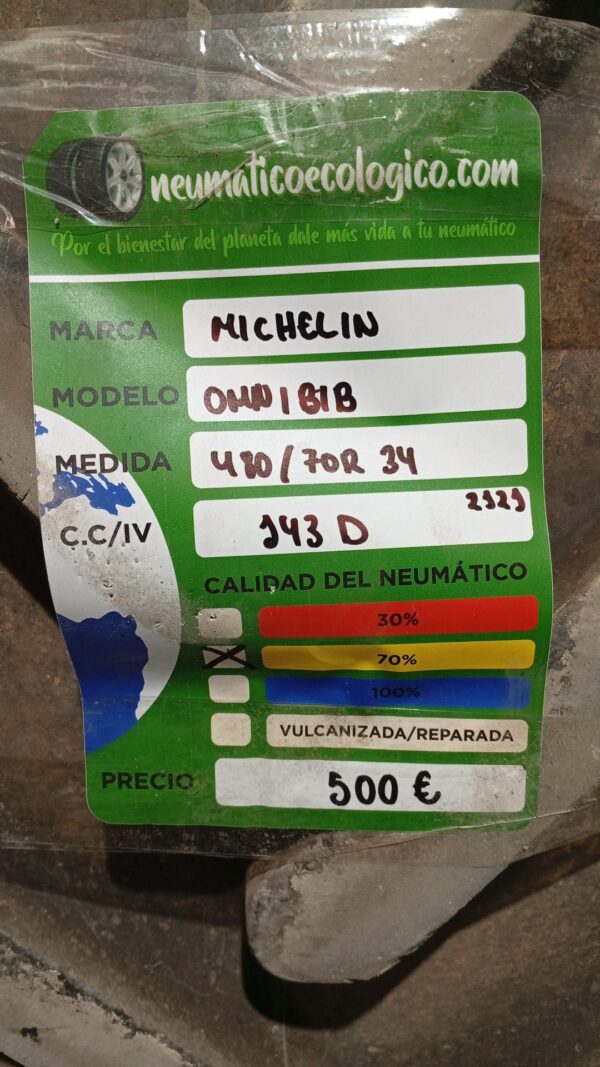 neumaticoecologico.com
Por el bienestar del planeta dale más vida a tu neumático
MARCA MICHELIN
MODELO OMNIBIB
MEDIDA 480/70R 34
C.C/IV 143 D
CALIDAD DEL NEUMÁTICO
30%
70%
100%
VULCANIZADA/REPARADA
PRECIO 500 €